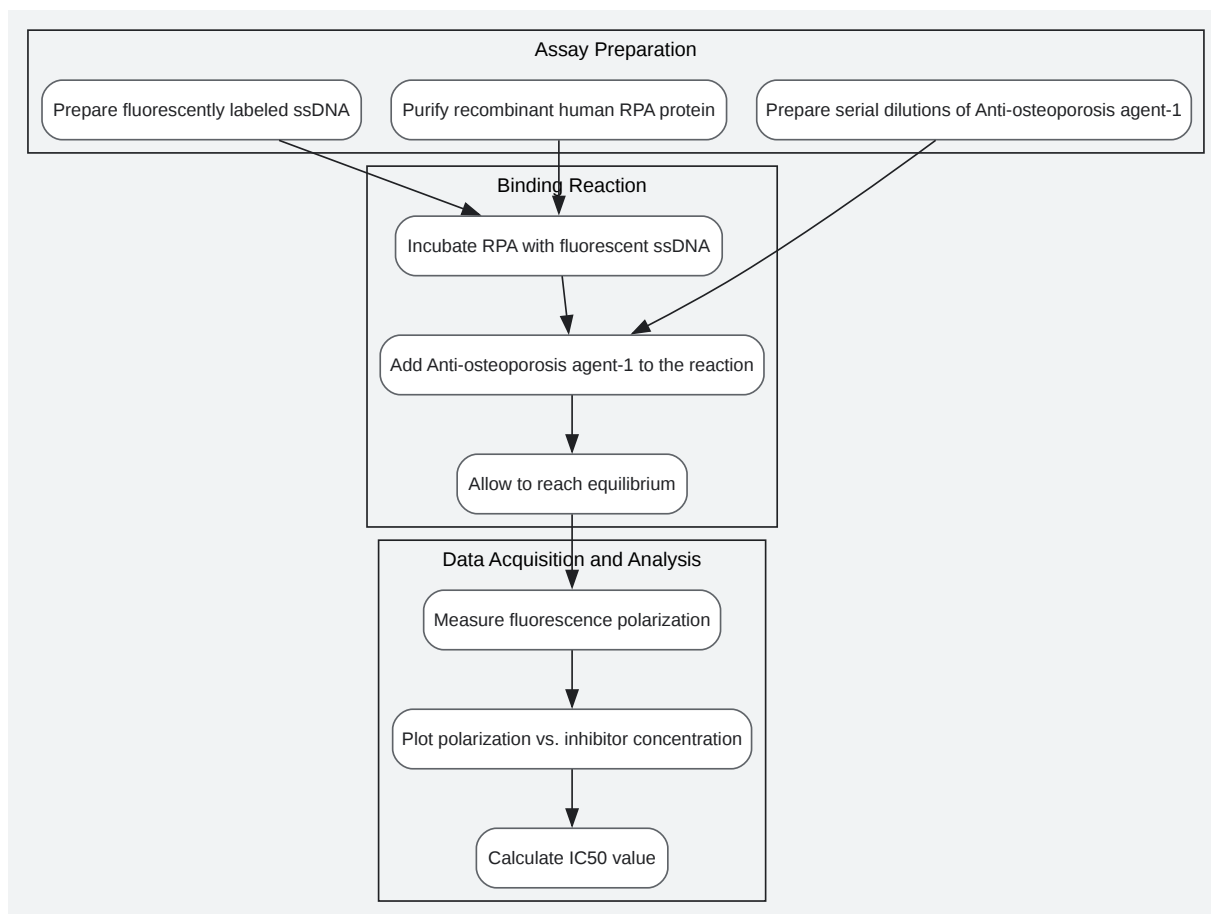 Assay Preparation
Prepare fluorescently labeled ssDNA
Purify recombinant human RPA protein
Prepare serial dilutions of Anti-osteoporosis agent-1
Binding Reaction
Incubate RPA with fluorescent ssDNA
Add Anti-osteoporosis agent-1 to the reaction
Allow to reach equilibrium
Data Acquisition and Analysis
Measure fluorescence polarization
Plot polarization vs. inhibitor concentration
Calculate IC50 value